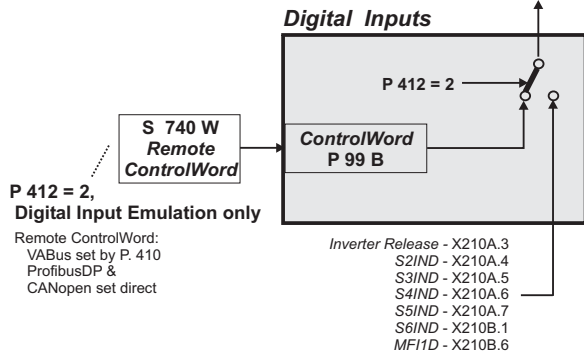 Digital Inputs
P 412 = 2
S 740 W
Remote
ControlWord
ControlWord
P 99 B
P 412 = 2,
Digital Input Emulation only
Remote ControlWord:
VABus set by P. 410
ProfibusDP &
CANopen set direct
Inverter Release - X210A.3
S2IND - X210A.4
S3IND - X210A.5
S4IND - X210A.6
S5IND - X210A.7
S6IND - X210B.1
MFI1D - X210B.6